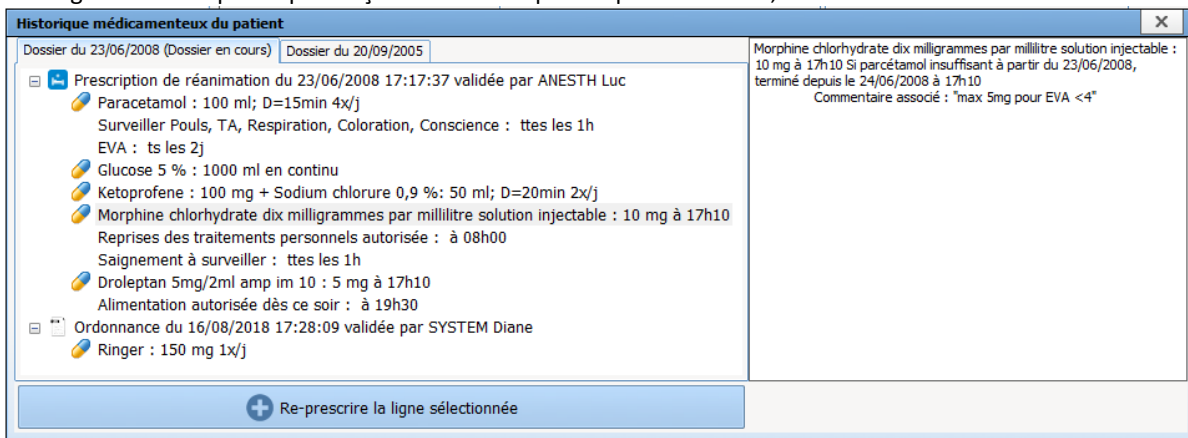 Historique médicamenteux du patient
Dossier du 23/06/2008 (Dossier en cours) Dossier du 20/09/2005
Prescription de réanimation du 23/06/2008 17:17:37 validée par ANESTH Luc
Paracetamol : 100 ml; D=15min 4x/j
Surveiller Pouls, TA, Respiration, Coloration, Conscience : ttes les 1h
EVA : ts les 2j
Glucose 5 % : 1000 ml en continu
Ketoprofene : 100 mg + Sodium chlorure 0,9 %: 50 ml; D=20min 2x/j
Morphine chlorhydrate dix milligrammes par millilitre solution injectable : 10 mg à 17h10
Reprises des traitements personnels autorisée : à 08h00
Saignement à surveiller : ttes les 1h
Droleptan 5mg/2ml amp im 10 : 5 mg à 17h10
Alimentation autorisée dès ce soir : à 19h30
Ordonnance du 16/08/2018 17:28:09 validée par SYSTEM Diane
Ringer : 150 mg 1x/j
Re-prescrire la ligne sélectionnée
Morphine chlorhydrate dix milligrammes par millilitre solution injectable :
10 mg à 17h10 Si parcétamol insuffisant à partir du 23/06/2008,
terminé depuis le 24/06/2008 à 17h10
Commentaire associé : "max 5mg pour EVA <4"